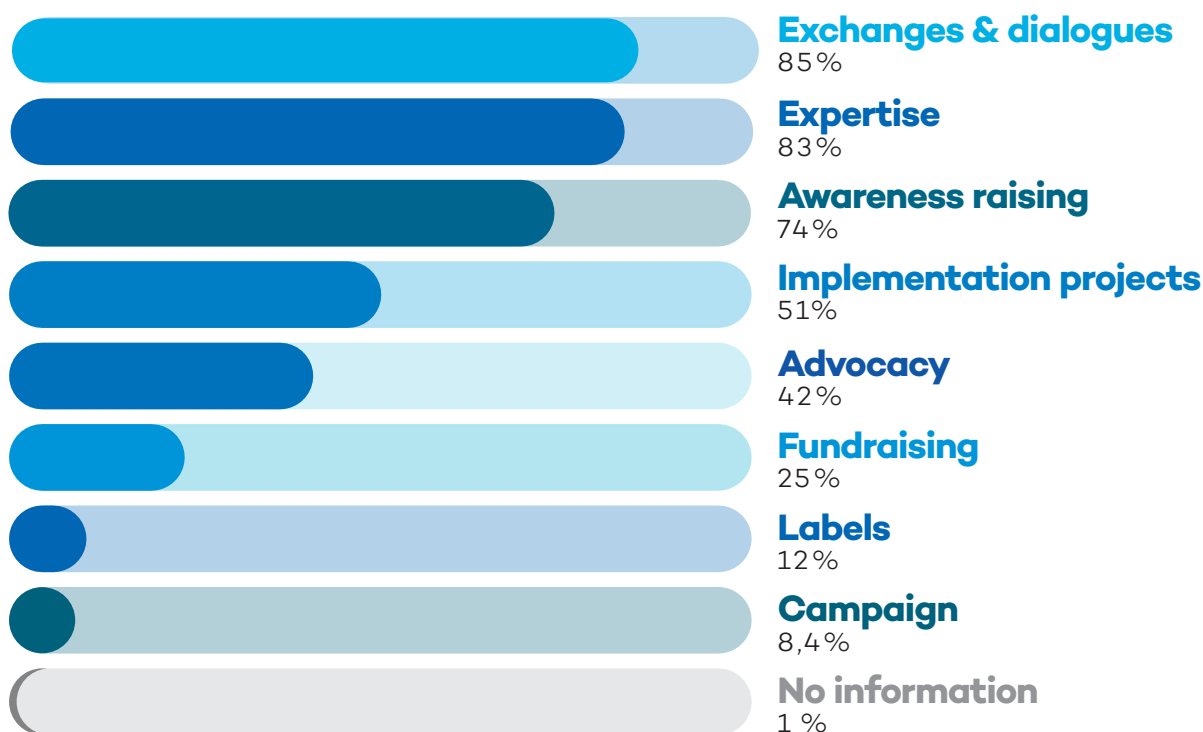 Exchanges & dialogues
85%
Expertise
83%
Awareness raising
74%
Implementation projects
51%
Advocacy
42%
Fundraising
25%
Labels
12%
Campaign
8,4%
No information
1 %